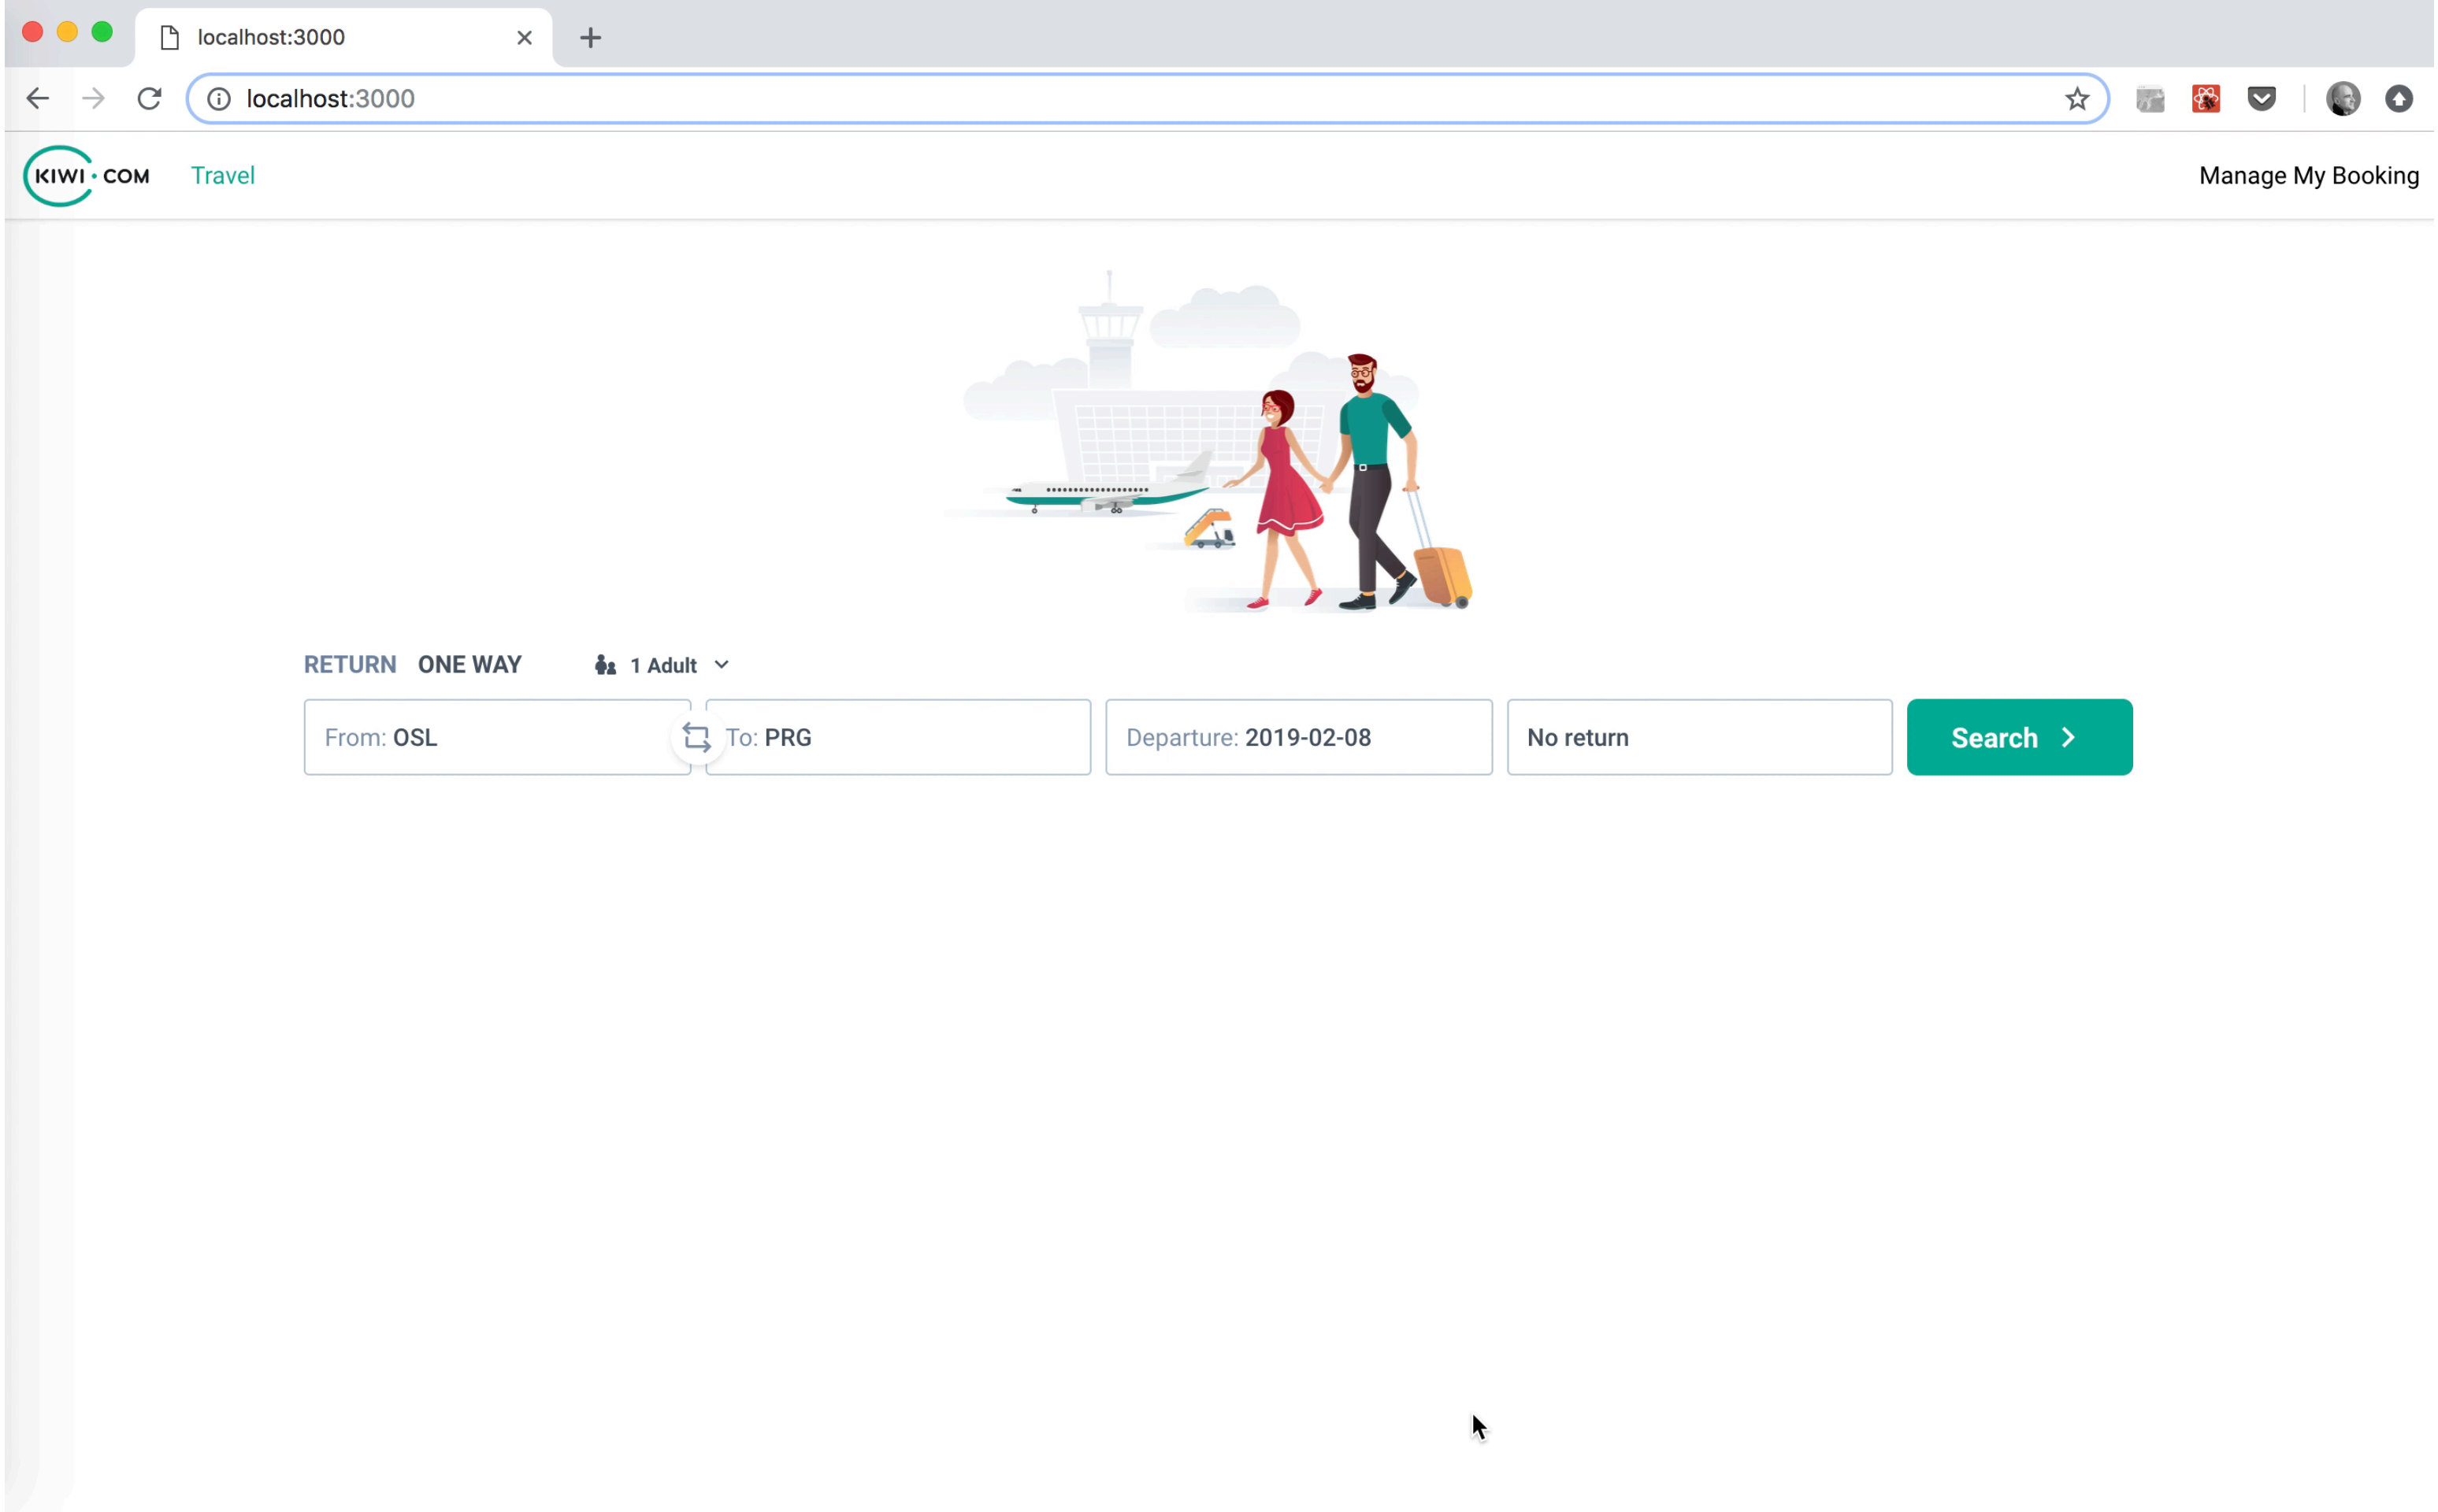 localhost:3000
localhost:3000
KIWI·COM Travel Manage My Booking
RETURN ONE WAY 1 Adult
From: OSL To: PRG Departure: 2019-02-08 No return Search